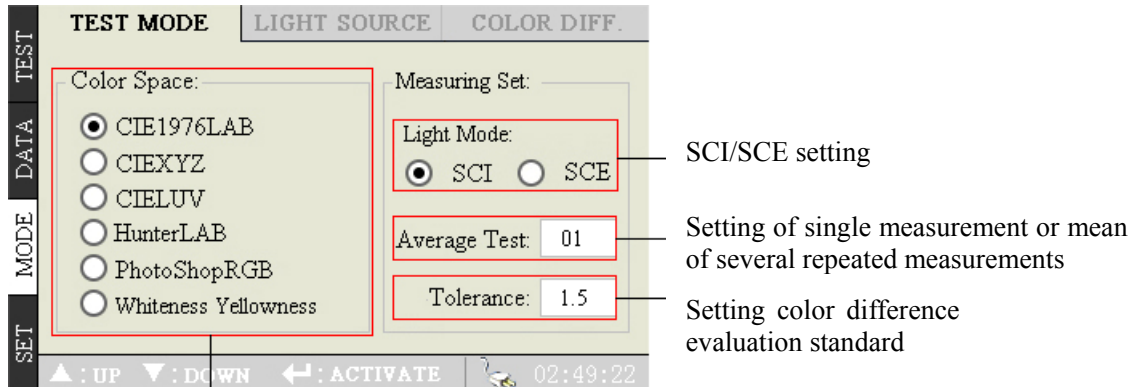 TEST MODE LIGHT SOURCE COLOR DIFF.
TEST
DATA
MODE
SET
Color Space:
CIE1976LAB
CIEXYZ
CIELUV
HunterLAB
PhotoShopRGB
Whiteness Yellowness
Measuring Set:
Light Mode:
SCI SCE
Average Test: 01
Tolerance: 1.5
▲:UP ▼:DOWN ↵:ACTIVATE 02:49:22
SCI/SCE setting
Setting of single measurement or mean
of several repeated measurements
Setting color difference
evaluation standard